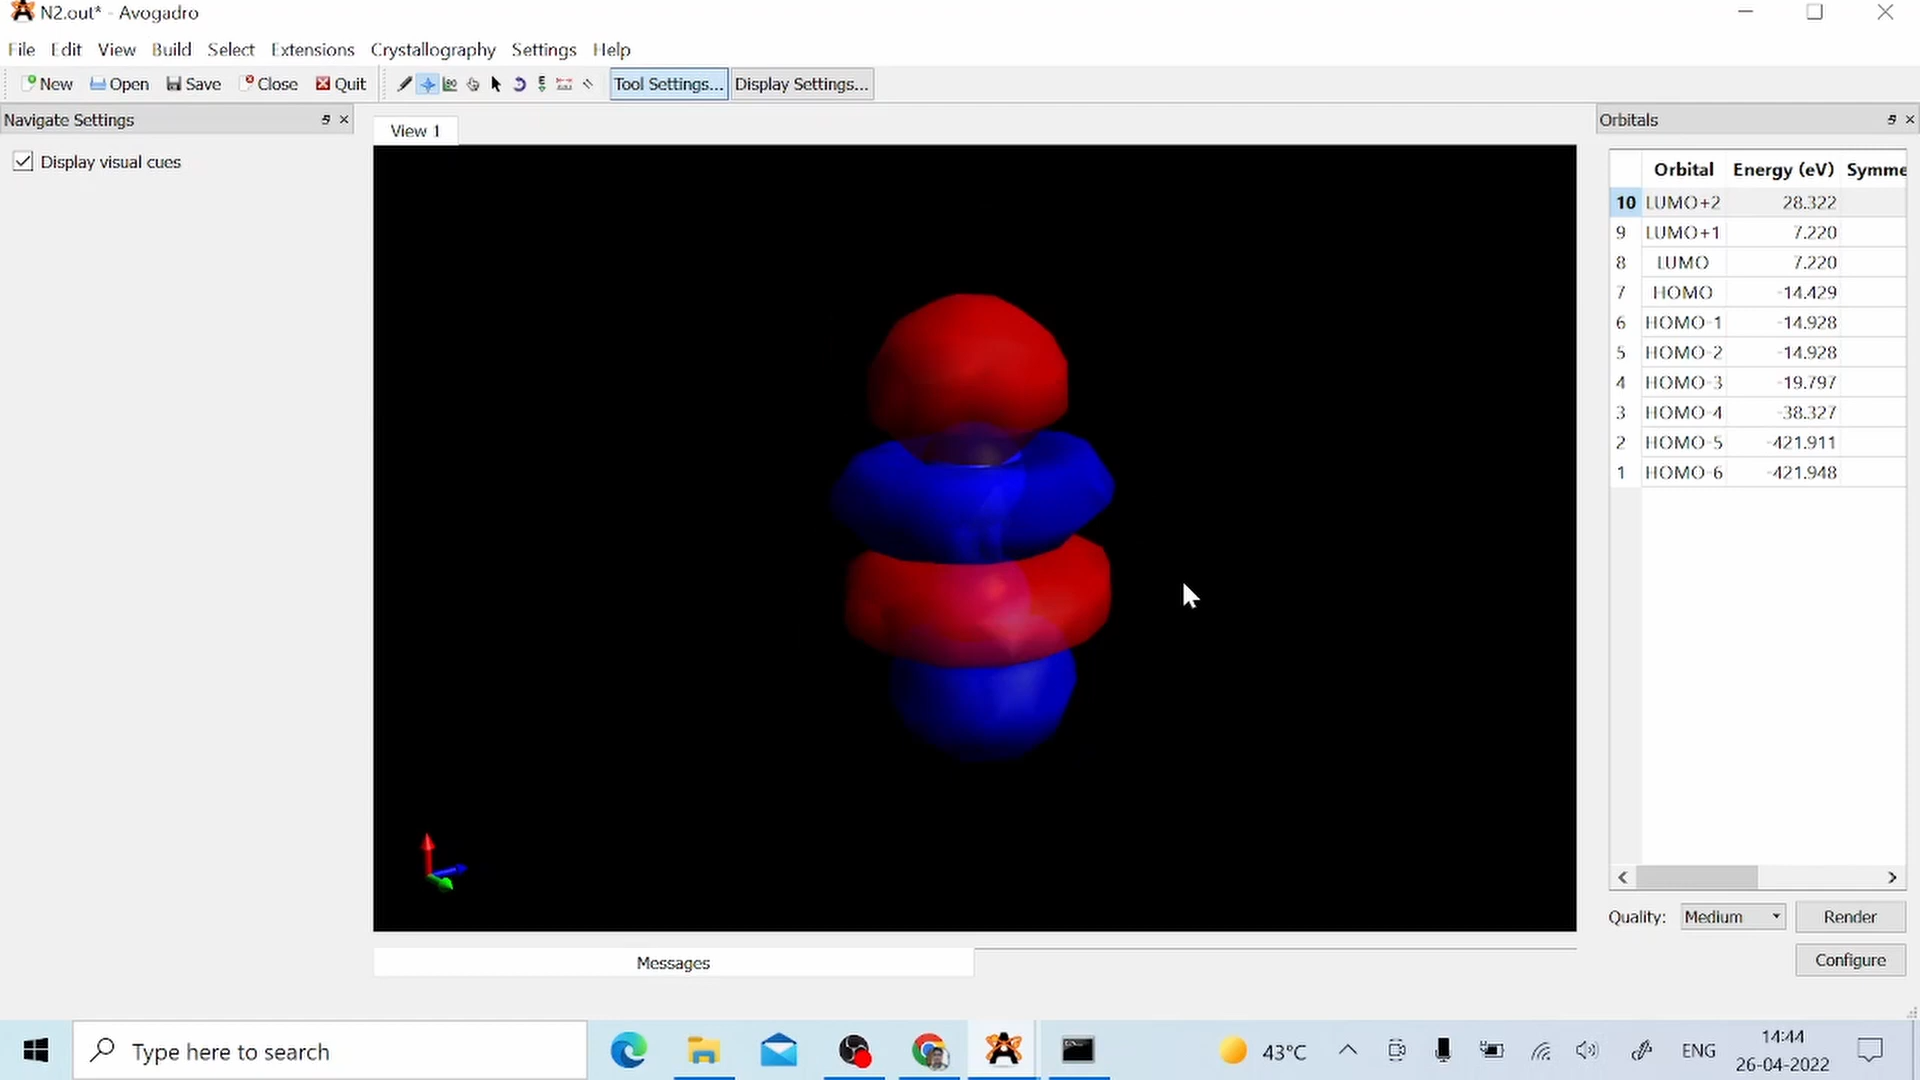 N2.out* - Avogadro
File Edit View Build Select Extensions Crystallography Settings Help
New Open Save Close Quit Tool Settings... Display Settings...
Navigate Settings
View 1
Orbitals
Display visual cues
Orbital Energy (eV) Symme
10 LUMO+2 28.322
9 LUMO+1 7.220
8 LUMO 7.220
7 HOMO -14.429
6 HOMO-1 -14.928
5 HOMO-2 -14.928
4 HOMO-3 -19.797
3 HOMO-4 -38.327
2 HOMO-5 -421.911
1 HOMO-6 -421.948
Quality: Medium Render
Configure
Messages
Type here to search
43°C
ENG
14:44
26-04-2022